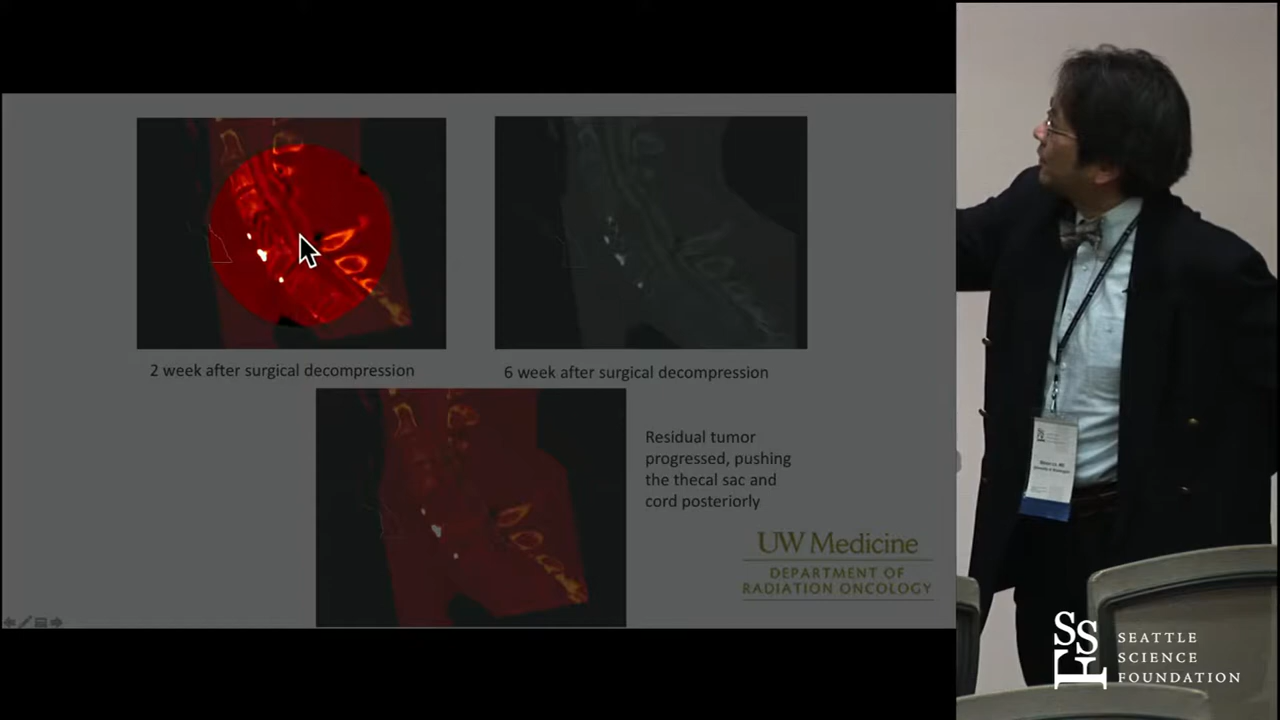 2 week after surgical decompression
6 week after surgical decompression
Residual tumor
progressed, pushing
the thecal sac and
cord posteriorly
UW Medicine
DEPARTMENT OF
RADIATION ONCOLOGY
SSF
SEATTLE
SCIENCE
FOUNDATION